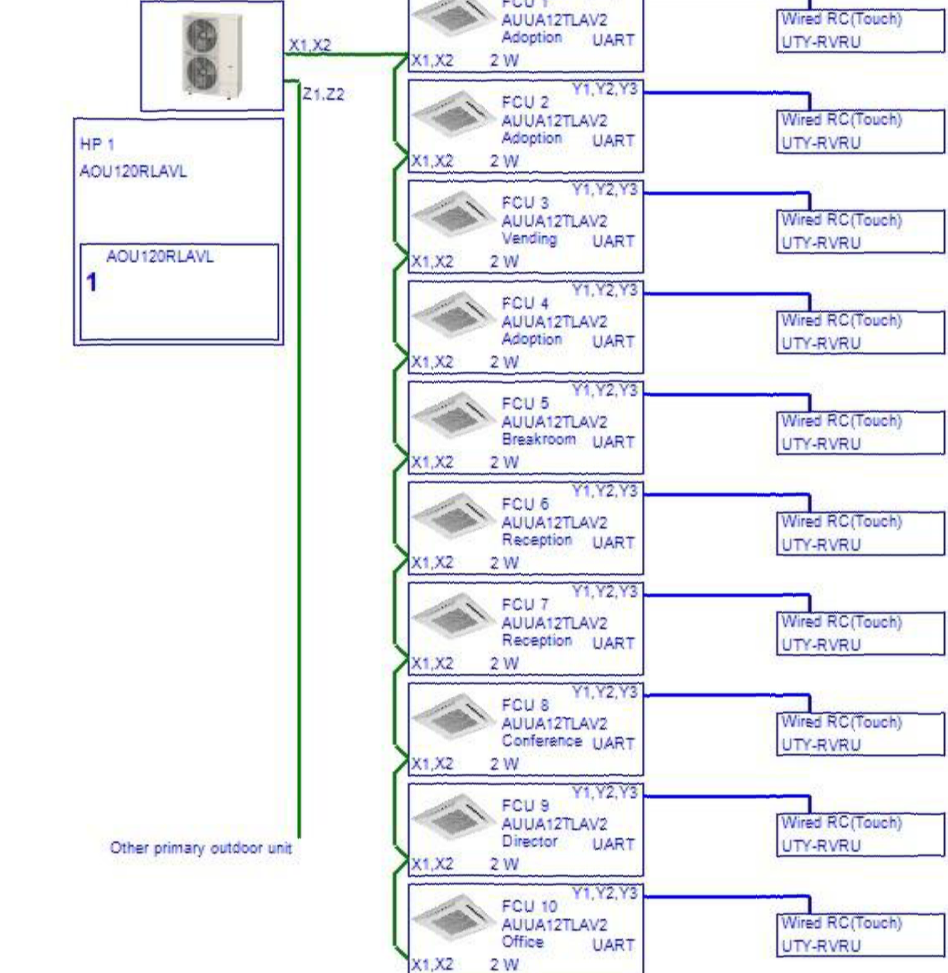 X1,X2
Z1,Z2
HP 1
AOU120RLAVL
AOU120RLAVL
1
Other primary outdoor unit
FCU 1
AUUA12TLAV2
Adoption UART
X1,X2 2 W
Wired RC(Touch)
UTY-RVRU
Y1,Y2,Y3
FCU 2
AUUA12TLAV2
Adoption UART
X1,X2 2 W
Wired RC(Touch)
UTY-RVRU
Y1,Y2,Y3
FCU 3
AUUA12TLAV2
Vending UART
X1,X2 2 W
Wired RC(Touch)
UTY-RVRU
Y1,Y2,Y3
FCU 4
AUUA12TLAV2
Adoption UART
X1,X2 2 W
Wired RC(Touch)
UTY-RVRU
Y1,Y2,Y3
FCU 5
AUUA12TLAV2
Breakroom UART
X1,X2 2 W
Wired RC(Touch)
UTY-RVRU
Y1,Y2,Y3
FCU 6
AUUA12TLAV2
Reception UART
X1,X2 2 W
Wired RC(Touch)
UTY-RVRU
Y1,Y2,Y3
FCU 7
AUUA12TLAV2
Reception UART
X1,X2 2 W
Wired RC(Touch)
UTY-RVRU
Y1,Y2,Y3
FCU 8
AUUA12TLAV2
Conference UART
X1,X2 2 W
Wired RC(Touch)
UTY-RVRU
Y1,Y2,Y3
FCU 9
AUUA12TLAV2
Director UART
X1,X2 2 W
Wired RC(Touch)
UTY-RVRU
Y1,Y2,Y3
FCU 10
AUUA12TLAV2
Office UART
X1,X2 2 W
Wired RC(Touch)
UTY-RVRU